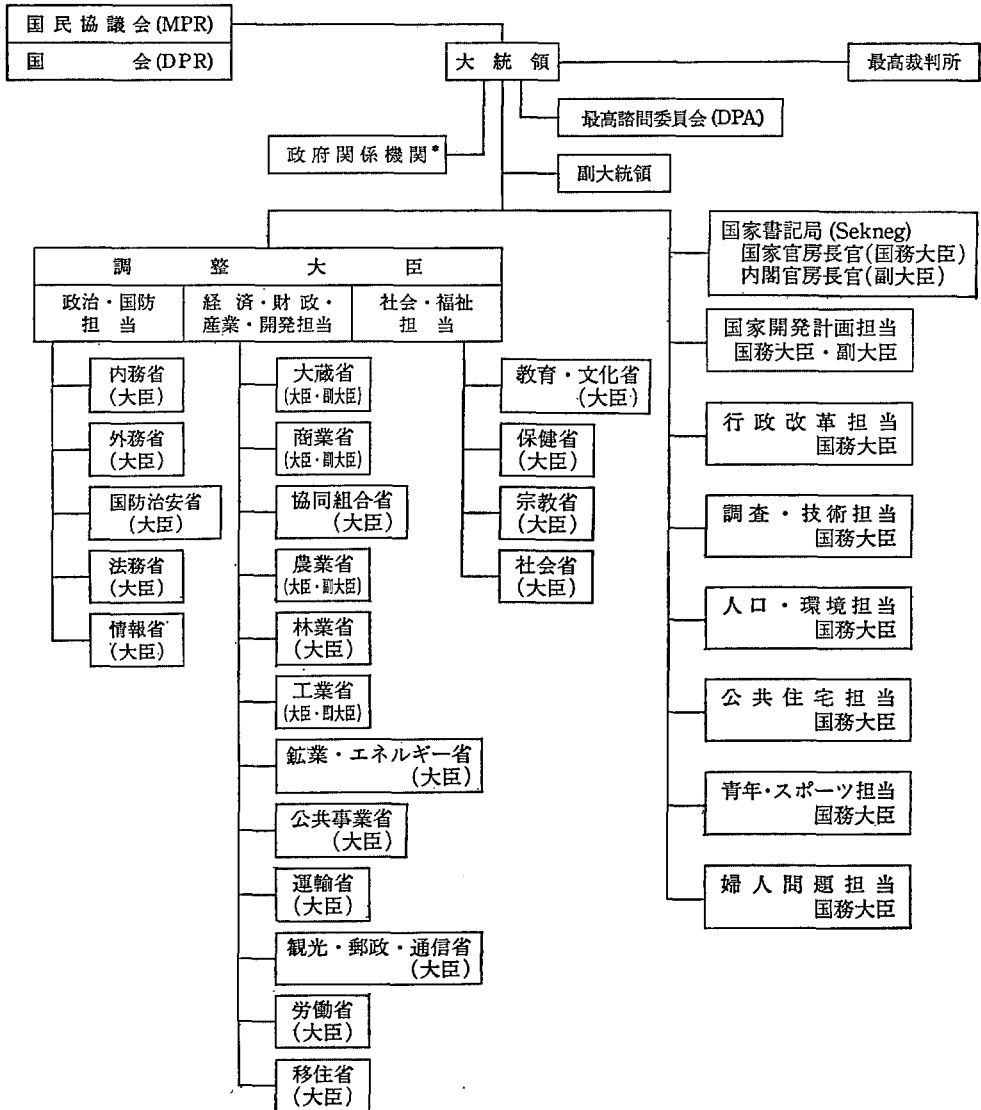 国民協議会(MPR)
国会(DPR)
大統領
最高裁判所
最高諮問委員会(DPA)
政府関係機関*
副大統領
調整大臣
政治・国防
担当
経済・財政・
産業・開発担当
社会・福祉
担当
内務省
(大臣)
外務省
(大臣)
国防治安省
(大臣)
法務省
(大臣)
情報省
(大臣)
大蔵省
(大臣・副大臣)
商業省
(大臣・副大臣)
協同組合省
(大臣)
農業省
(大臣・副大臣)
林業省
(大臣)
工業省
(大臣・副大臣)
鉱業・エネルギー省
(大臣)
公共事業省
(大臣)
運輸省
(大臣)
観光・郵政・通信省
(大臣)
労働省
(大臣)
移住省
(大臣)
教育・文化省
(大臣)
保健省
(大臣)
宗教省
(大臣)
社会省
(大臣)
国家書記局(Sekneg)
国家官房長官(国務大臣)
内閣官房長官(副大臣)
国家開発計画担当
国務大臣・副大臣
行政改革担当
国務大臣
調査・技術担当
国務大臣
人口・環境担当
国務大臣
公共住宅担当
国務大臣
青年・スポーツ担当
国務大臣
婦人問題担当
国務大臣